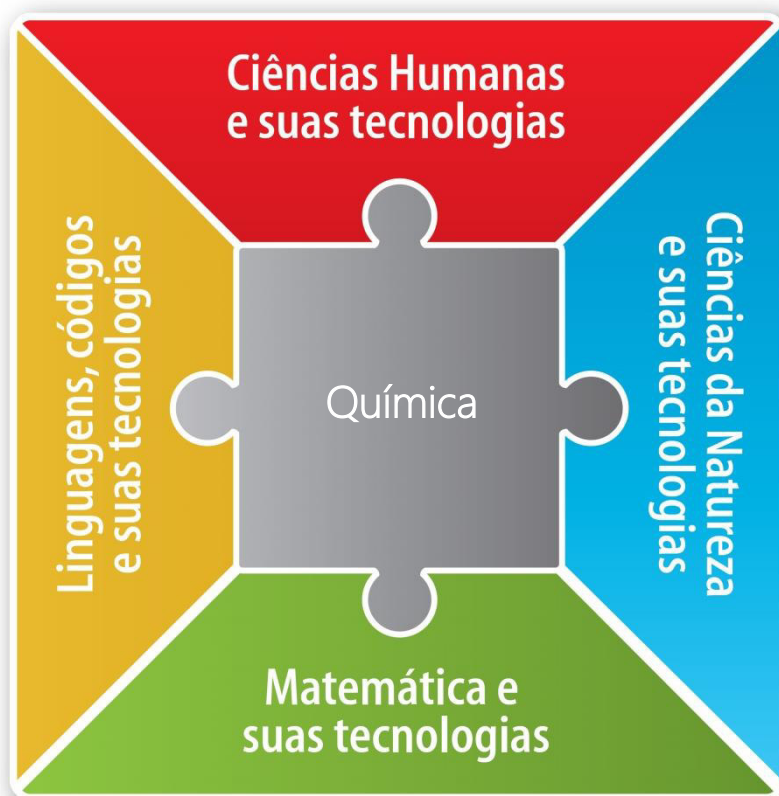 Ciências Humanas
e suas tecnologias
Linguagens, códigos
e suas tecnologias
Química
Ciências da Natureza
e suas tecnologias
Matemática e
suas tecnologias